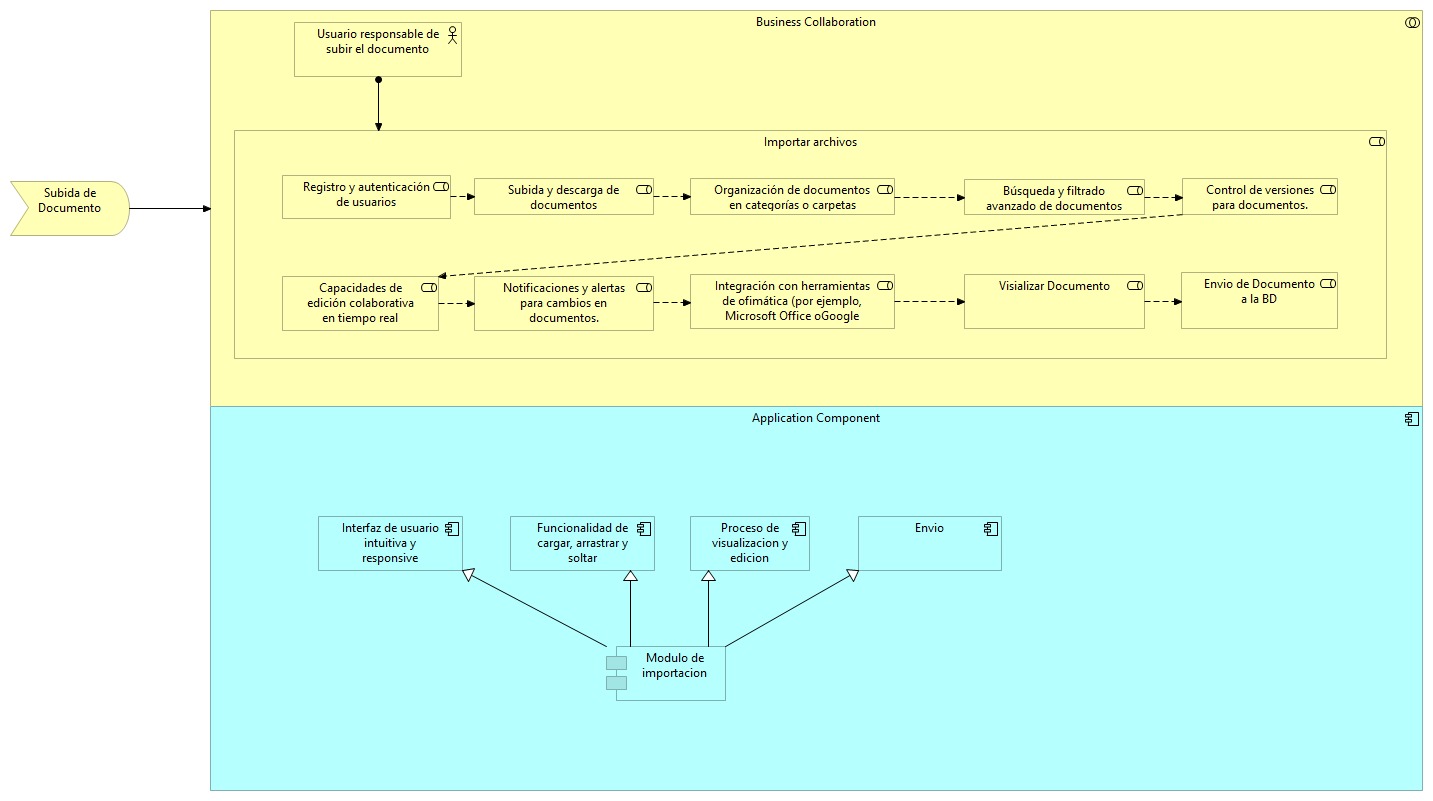 Business Collaboration
Usuario responsable de
subir el documento
Subida de
Documento
Importar archivos
Registro y autenticación
de usuarios
Subida y descarga de
documentos
Organización de documentos
en categorías o carpetas
Búsqueda y filtrado
avanzado de documentos
Control de versiones
para documentos.
Capacidades de
edición colaborativa
en tiempo real
Notificaciones y alertas
para cambios en
documentos.
Integración con herramientas
de ofimática (por ejemplo,
Microsoft Office oGoogle
Visializar Documento
Envio de Documento
a la BD
Application Component
Interfaz de usuario
intuitiva y
responsive
Funcionalidad de
cargar, arrastrar y
soltar
Proceso de
visualizacion y
edicion
Envio
Modulo de
importacion